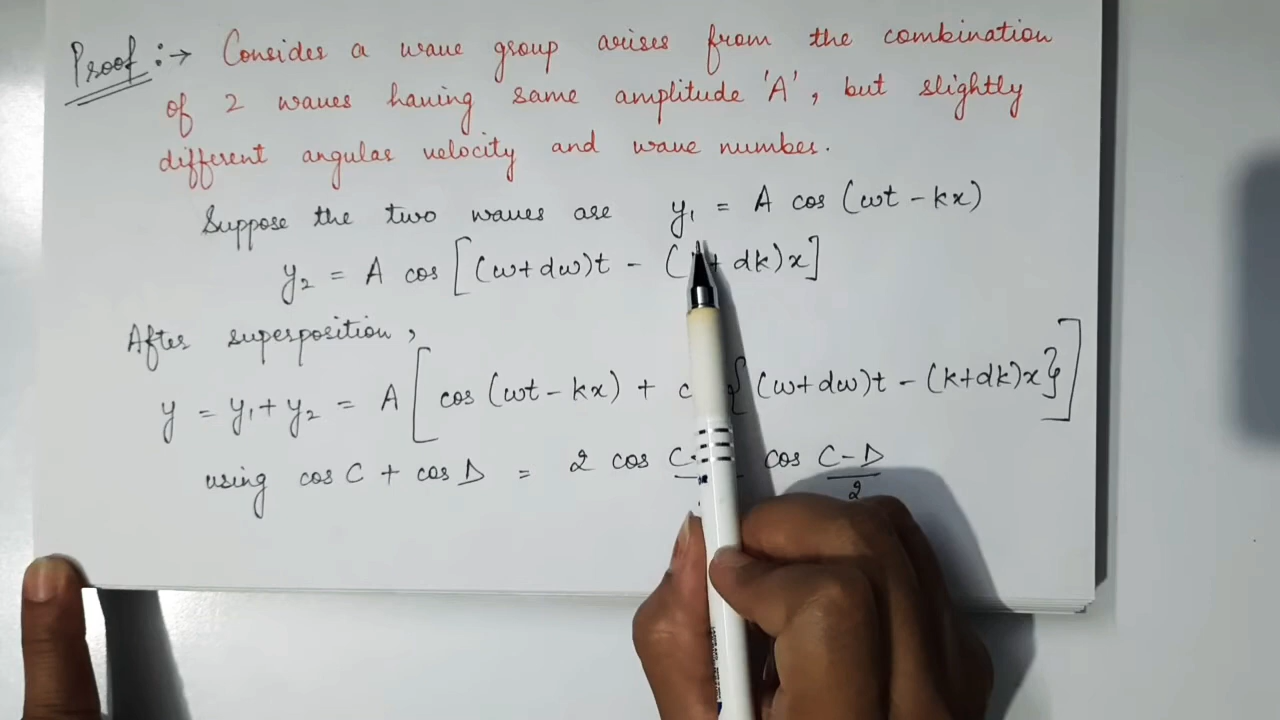 Proof :→ Consider a wave group arises from the combination
of 2 waves having same amplitude 'A', but slightly
different angular velocity and wave number.
Suppose the two waves are y₁ = A cos (ωt - kx)
y₂ = A cos [(ω+dω)t - ( + dk)x]
After superposition,
y = y₁+y₂ = A [cos (ωt - kx) + {(ω+dω)t - (k+dk)x}]
using cos C + cos D = 2 cos C cos C-D/2